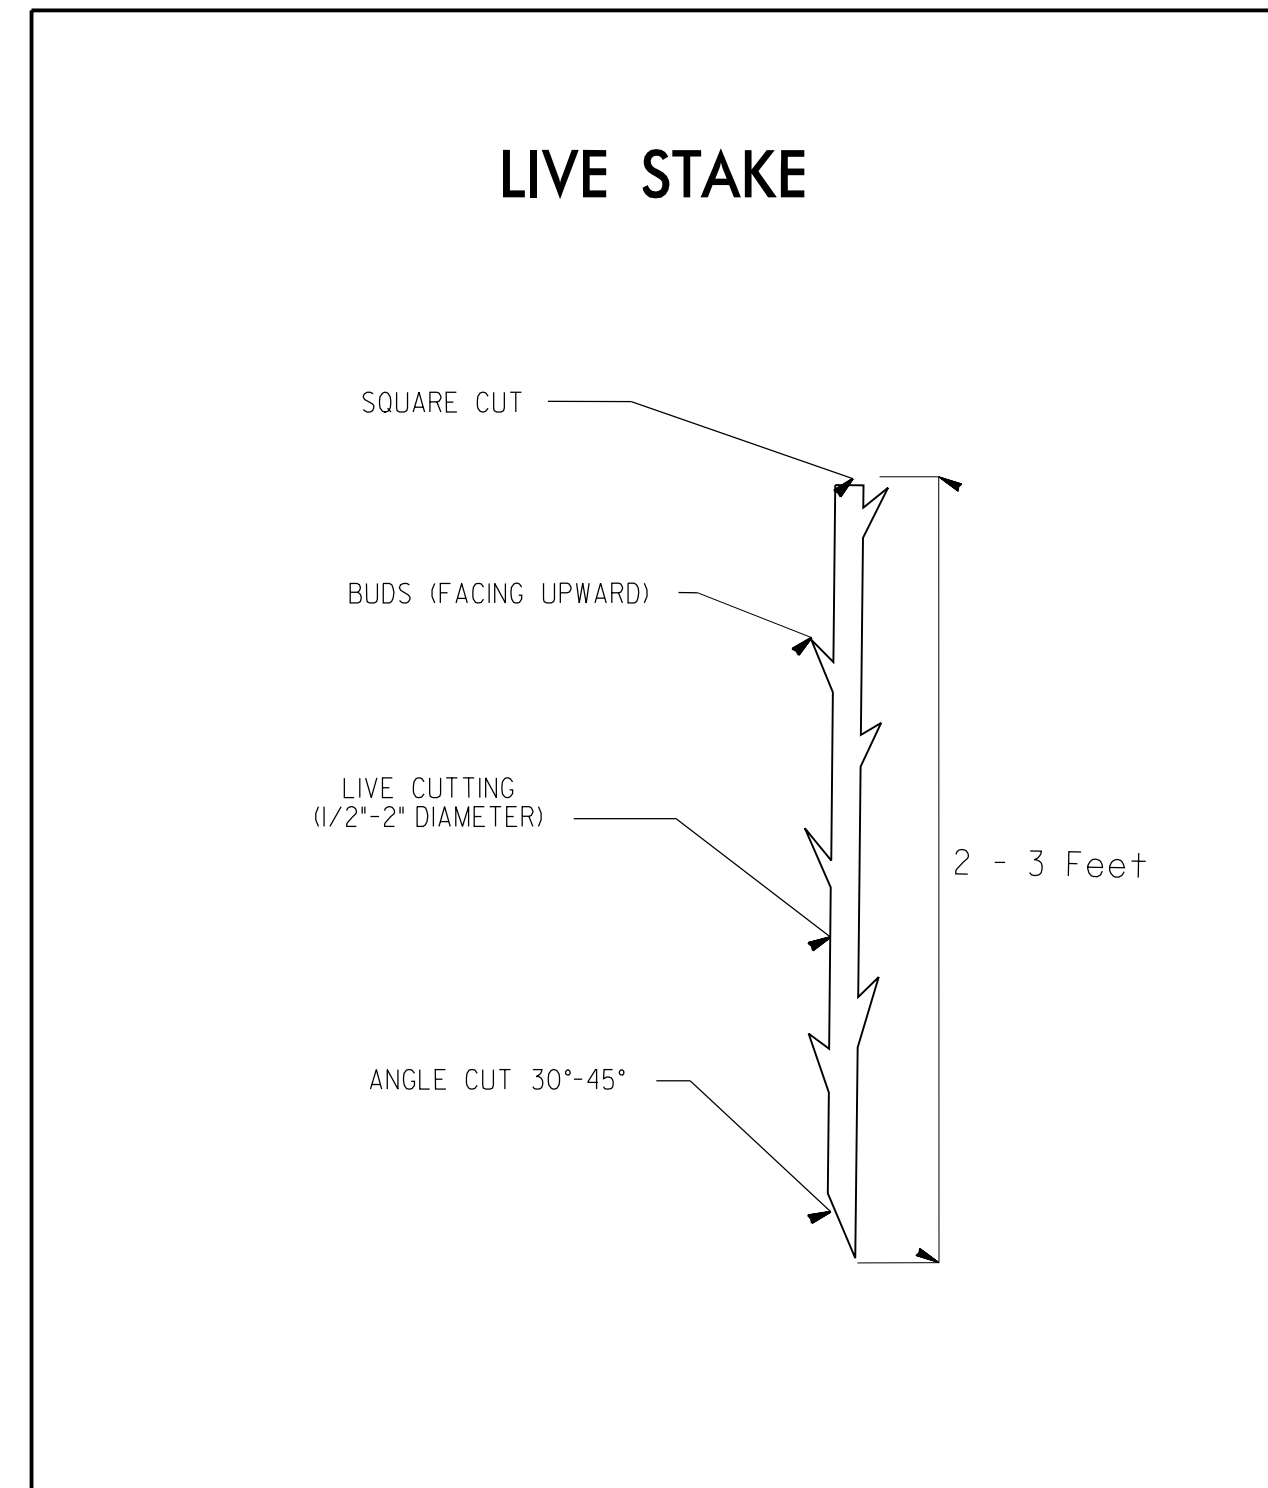 LIVE STAKE
SQUARE CUT
BUDS (FACING UPWARD)
LIVE CUTTING
(1/2"-2" DIAMETER)
2 - 3 Feet
ANGLE CUT 30°-45°